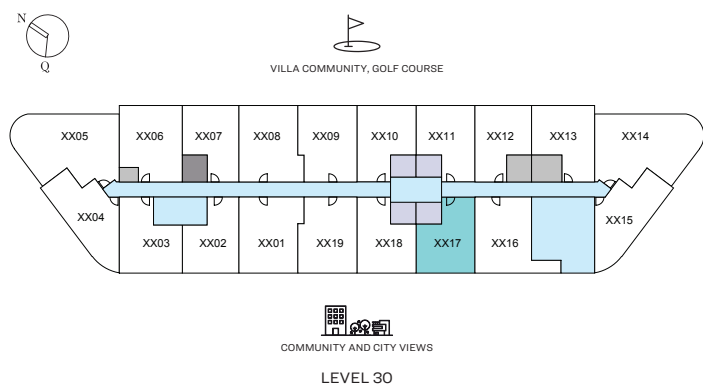 N
Q
VILLA COMMUNITY, GOLF COURSE
XX05 XX06 XX07 XX08 XX09 XX10 XX11 XX12 XX13 XX14
XX04 XX03 XX02 XX01 XX19 XX18 XX17 XX16 XX15
COMMUNITY AND CITY VIEWS
LEVEL 30